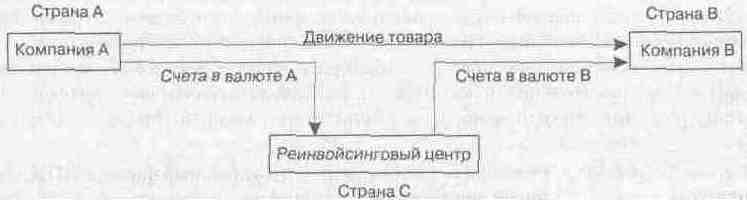 Страна А
Страна В
Компания А
Движение товара
Компания В
Счета в валюте А
Счета в валюте В
Реинвойсинговый центр
Страна С